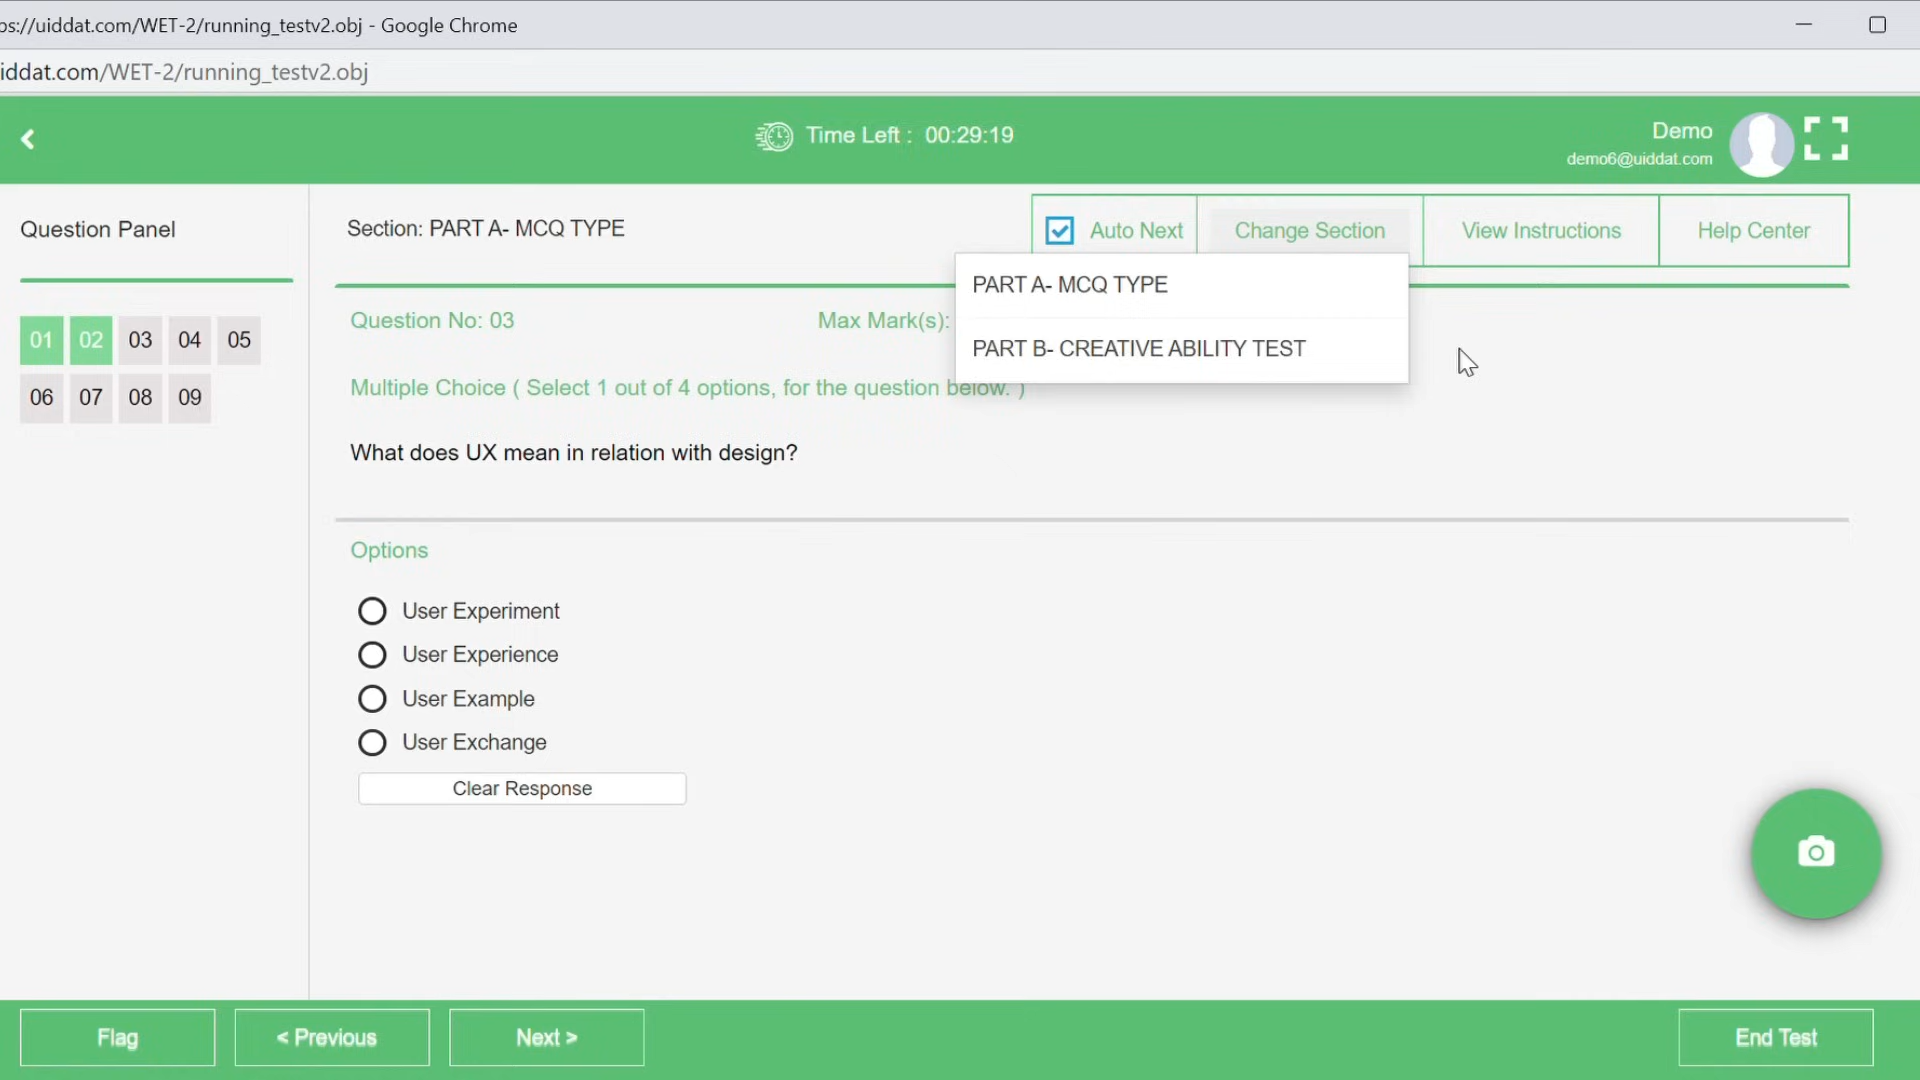 ps://uiddat.com/WET-2/running_testv2.obj - Google Chrome
iddat.com/WET-2/running_testv2.obj
Time Left : 00:29:19
Demo
demo6@uiddat.com
Question Panel
Section: PART A- MCQ TYPE
Auto Next
Change Section
View Instructions
Help Center
PART A- MCQ TYPE
PART B- CREATIVE ABILITY TEST
01 02 03 04 05
06 07 08 09
Question No: 03
Max Mark(s):
Multiple Choice ( Select 1 out of 4 options, for the question below. )
What does UX mean in relation with design?
Options
User Experiment
User Experience
User Example
User Exchange
Clear Response
Flag
< Previous
Next >
End Test